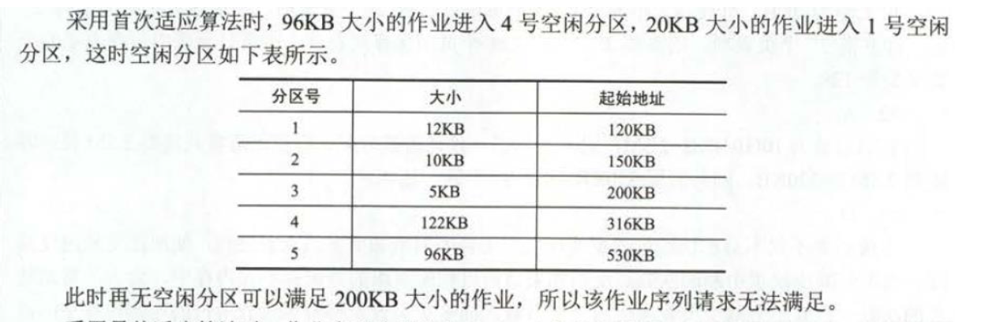 采用首次适应算法时，96KB 大小的作业进入 4 号空闲分区，20KB 大小的作业进入 1 号空闲
分区，这时空闲分区如下表所示。
分区号 大小 起始地址
1 12KB 120KB
2 10KB 150KB
3 5KB 200KB
4 122KB 316KB
5 96KB 530KB
此时再无空闲分区可以满足 200KB 大小的作业，所以该作业序列请求无法满足。